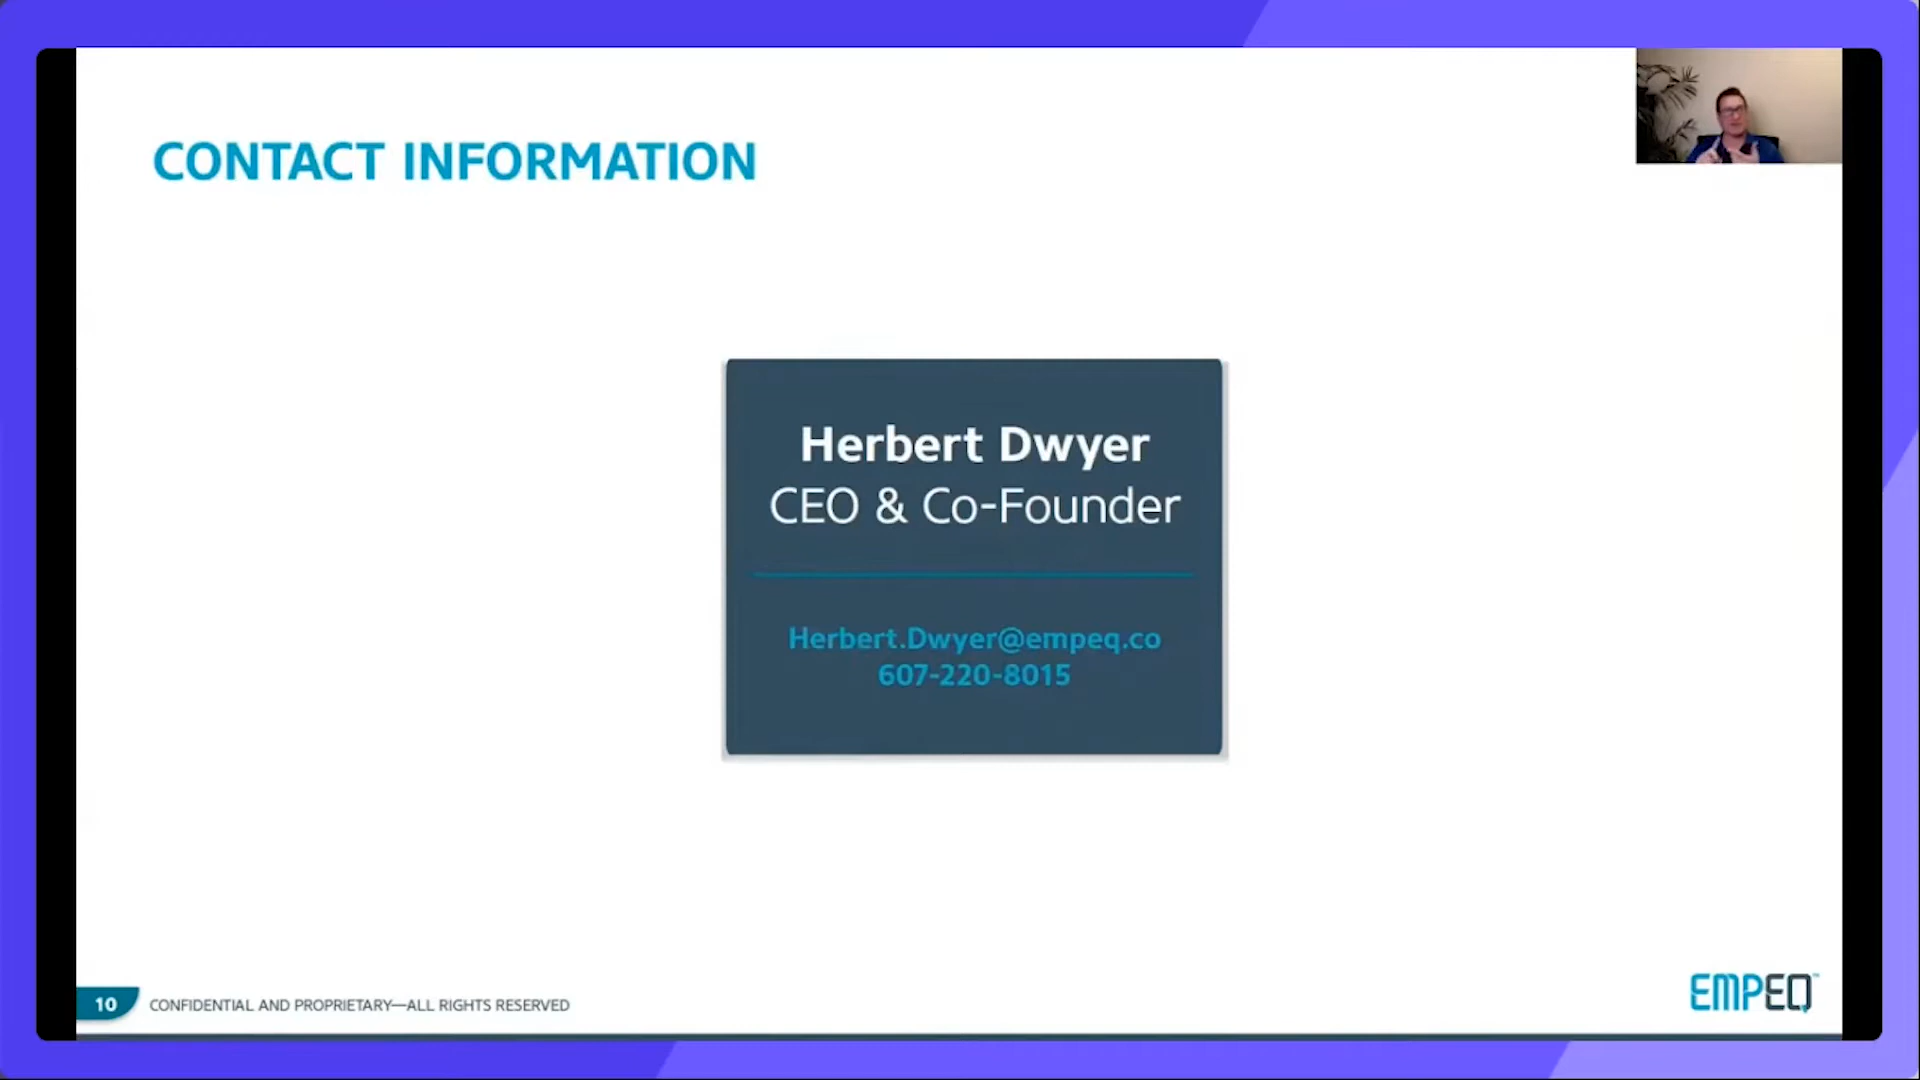 CONTACT INFORMATION
Herbert Dwyer
CEO & Co-Founder
Herbert.Dwyer@empeq.co
607-220-8015
10
CONFIDENTIAL AND PROPRIETARY—ALL RIGHTS RESERVED
EMPEQ™